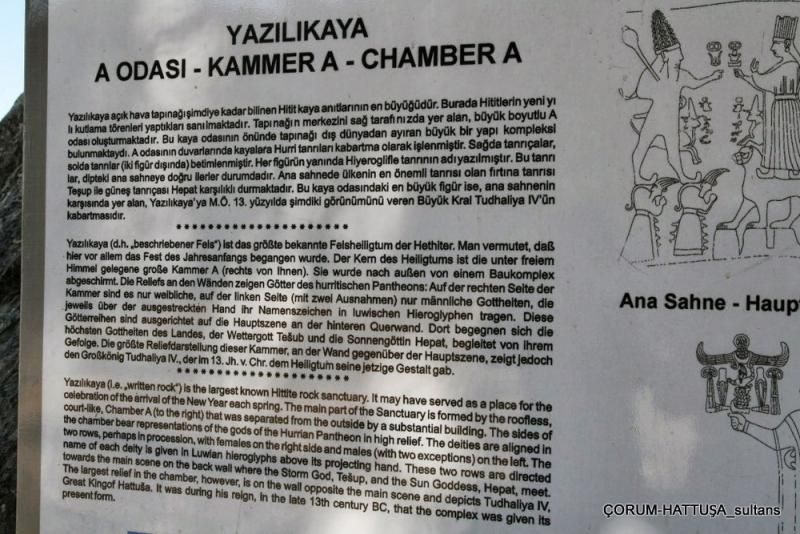 YAZILIKAYA
A ODASI - KAMMER A - CHAMBER A
Yazılıkaya açık hava tapınağı şimdiye kadar bilinen Hitit kaya anıtlarının en büyüğüdür. Burada Hititlerin yeni yı
lı kutlama törenleri yaptıkları sanılmaktadır. Tapınağın merkezini sağ tarafınızda yer alan, büyük boyutlu A
odası oluşturmaktadır. Bu kaya odasının önünde tapınağı dış dünyadan ayıran büyük bir yapı kompleksi
bulunmaktaydı. A odasının duvarlarında kayalara Hurri tanrıları kabartma olarak işlenmiştir. Sağda tanrıçalar,
solda tanrılar (iki figür dışında) betimlenmiştir. Her figürün yanında Hiyeroglifle tanrının adı yazılmıştır. Bu tanrı
lar, dipteki ana sahneye doğru ilerler durumdadır. Ana sahnede ülkenin en önemli tanrısı olan fırtına tanrısı
Teşup ile güneş tanrıçası Hepat karşılıklı durmaktadır. Bu kaya odasındaki en büyük figür ise, ana sahnenin
karşısında yer alan, Yazılıkaya'ya M.Ö. 13. yüzyılda şimdiki görünümünü veren Büyük Kral Tudhaliya IV'ün
kabartmasıdır.
* * * * * * * * * * * * * * * * * * * *
Yazılıkaya (d.h. „beschriebener Fels") ist das größte bekannte Felsheiligtum der Hethiter. Man vermutet, daß
hier vor allem das Fest des Jahresanfangs begangen wurde. Der Kern des Heiligtums ist die unter freiem
Himmel gelegene große Kammer A (rechts von Ihnen). Sie wurde nach außen von einem Baukomplex
abgeschirmt. Die Reliefs an den Wänden zeigen Götter des hurritischen Pantheons: Auf der rechten Seite der
Kammer sind es nur weibliche, auf der linken Seite (mit zwei Ausnahmen) nur männliche Gottheiten, die
jeweils über der ausgestreckten Hand ihr Namenszeichen in luwischen Hieroglyphen tragen. Diese
Götterreihen sind ausgerichtet auf die Hauptszene an der hinteren Querwand. Dort begegnen sich die
höchsten Gottheiten des Landes, der Wettergott Tešub und die Sonnengöttin Hepat, begleitet von ihrem
Gefolge. Die größte Reliefdarstellung dieser Kammer, an der Wand gegenüber der Hauptszene, zeigt jedoch
den Großkönig Tudhaliya IV., der im 13. Jh. v. Chr. dem Heiligtum seine jetzige Gestalt gab.
* * * * * * * * * * * * * * * * * * * *
Yazılıkaya (i.e. „written rock") is the largest known Hittite rock sanctuary. It may have served as a place for the
celebration of the arrival of the New Year each spring. The main part of the Sanctuary is formed by the roofless,
court-like, Chamber A (to the right) that was separated from the outside by a substantial building. The sides of
the chamber bear representations of the gods of the Hurrian Pantheon in high relief. The deities are aligned in
two rows, perhaps in procession, with females on the right side and males (with two exceptions) on the left. The
name of each deity is given in Luwian hieroglyphs above its projecting hand. These two rows are directed
towards the main scene on the back wall where the Storm God, Tešup, and the Sun Goddess, Hepat, meet.
The largest relief in the chamber, however, is on the wall opposite the main scene and depicts Tudhaliya IV,
Great Kingof Hattuša. It was during his reign, in the late 13th century BC, that the complex was given its
present form.
Ana Sahne - Haupt
ÇORUM-HATTUŞA_sultans